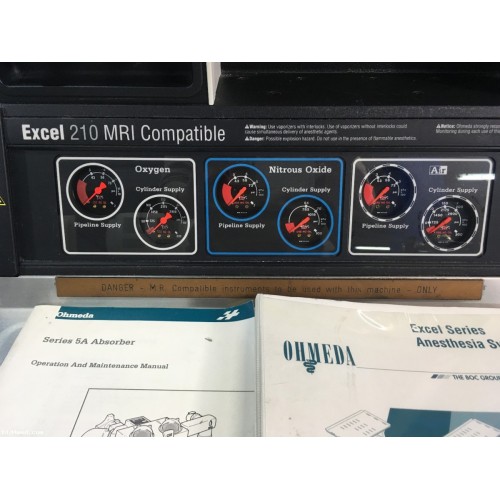 Excel 210 MRI Compatible
Warning: Use vaporizers with interlocks. Use of vaporizers without interlocks could
cause simultaneous delivery of anesthetic agents.
Danger: Possible explosion hazard. Do not use in the presence of flammable anesthetics.
Notice: Ohmeda strongly
Monitoring during each use of
Oxygen
Cylinder Supply
Pipeline Supply
Nitrous Oxide
Cylinder Supply
Pipeline Supply
Air
Cylinder Supply
Pipeline Supply
DANGER - M.R. Compatible instruments to be used with this machine - ONLY
Ohmeda
Series 5A Absorber
Operation And Maintenance Manual
OHMEDA
Excel Series
Anesthesia
THE BOC GROUP